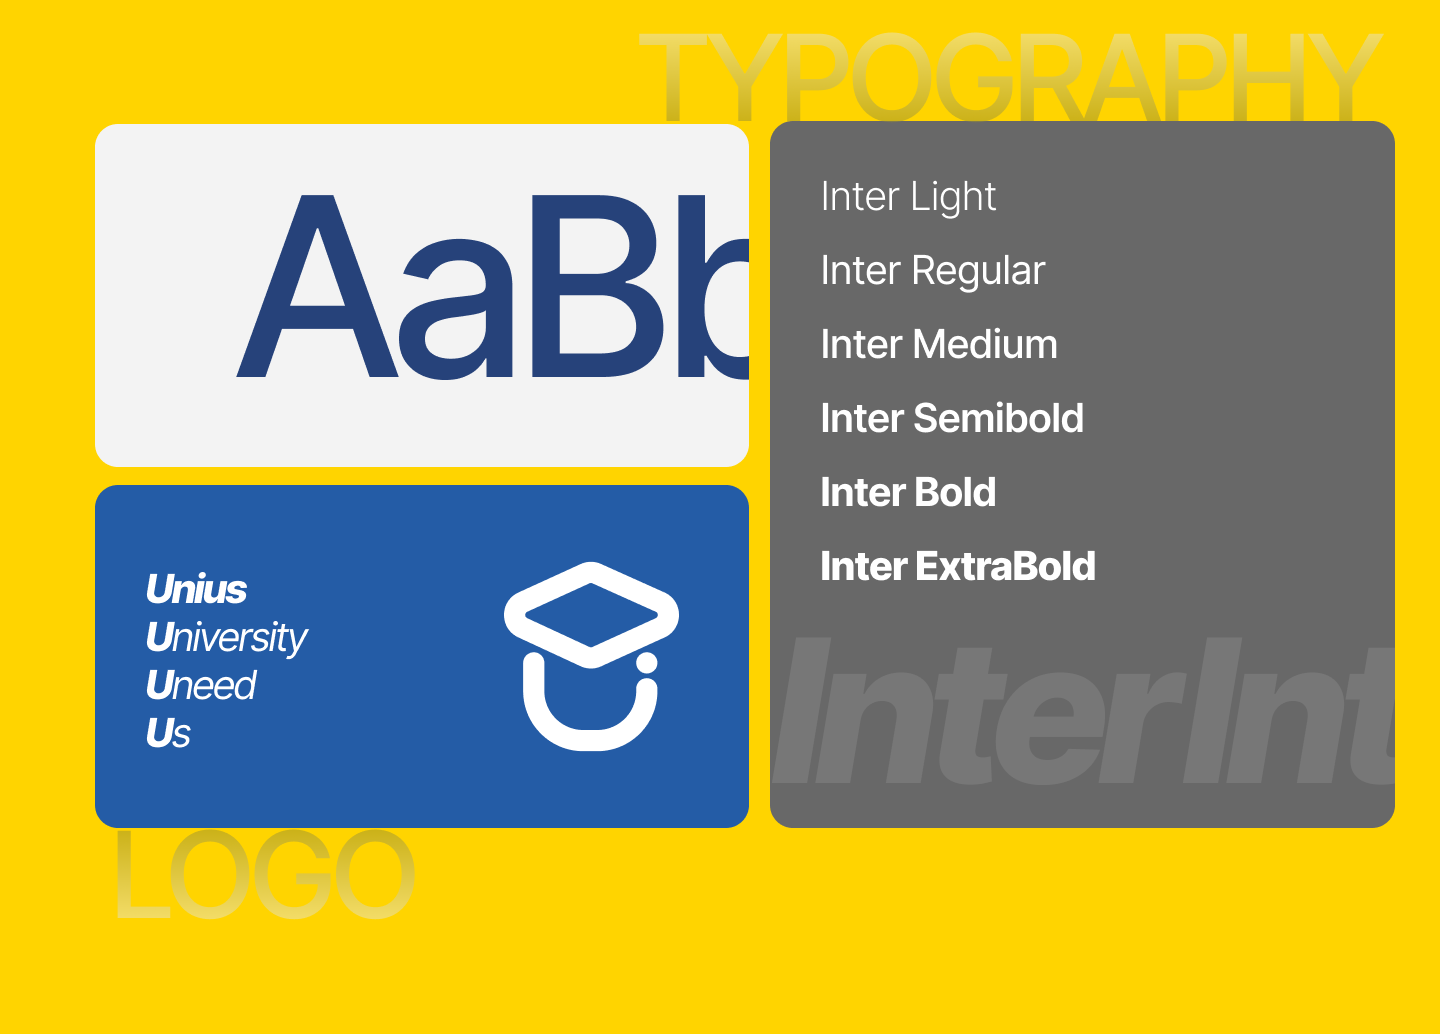 TYPOGRAPHY
AaBb
Inter Light
Inter Regular
Inter Medium
Inter Semibold
Inter Bold
Inter ExtraBold
InterInt
Unius
University
Uneed
Us
LOGO